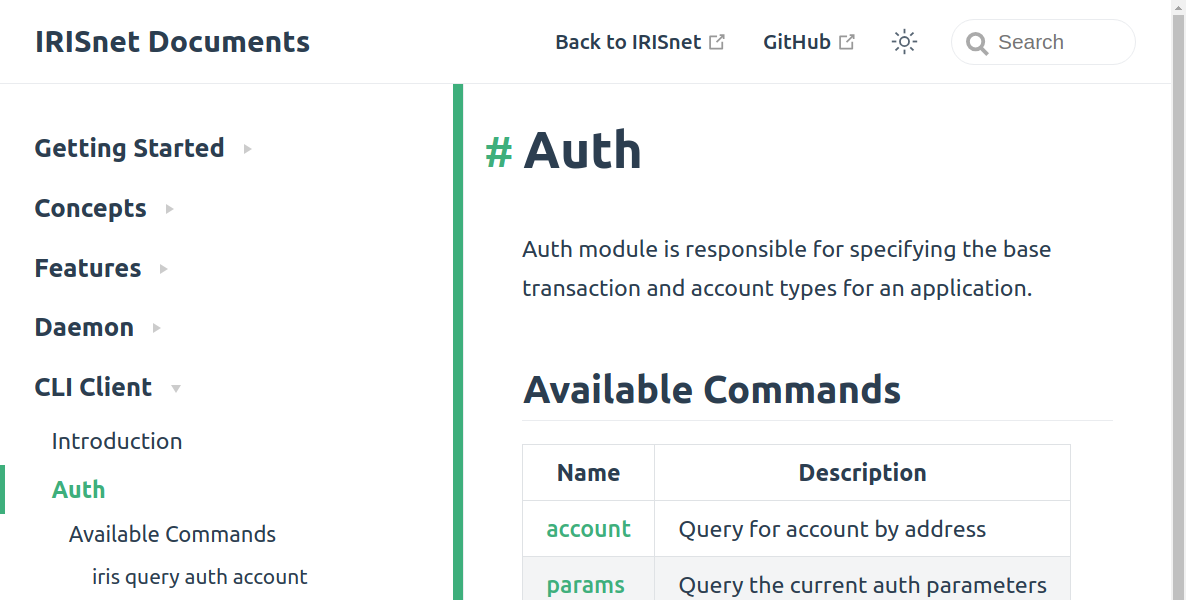 IRISnet Documents
Back to IRISnet
GitHub
Search
Getting Started
Concepts
Features
Daemon
CLI Client
Introduction
Auth
Available Commands
iris query auth account
# Auth
Auth module is responsible for specifying the base
transaction and account types for an application.
Available Commands
Name Description
account Query for account by address
params Query the current auth parameters